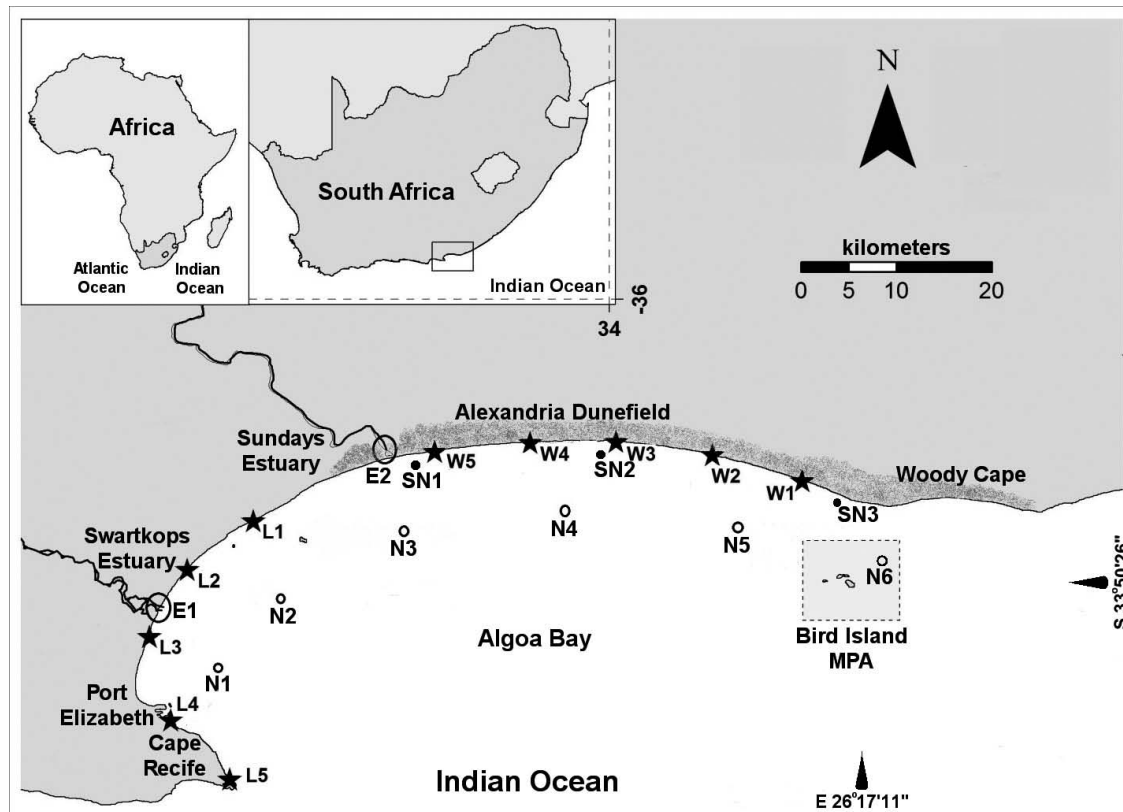 Africa
Atlantic
Ocean
Indian
Ocean
South Africa
Indian Ocean
-36
34
N
kilometers
0 5 10 20
Alexandria Dunefield
Sundays
Estuary
E2
SN1
W5
W4
SN2
W3
W2
W1
Woody Cape
SN3
L1
N3
N4
N5
Swartkops
Estuary
L2
E1
N2
N6
S 33°50'26"
L3
Algoa Bay
Bird Island
MPA
N1
Port
Elizabeth
L4
Cape
Recife
L5
Indian Ocean
E 26°17'11"